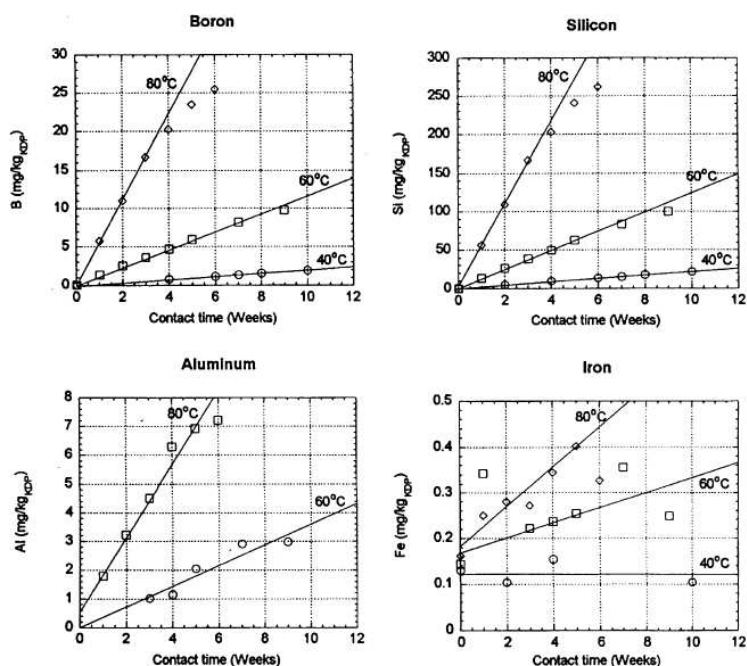 Boron
B (mg/kgKDP)
30
25
20
15
10
5
0
80°C
60°C
40°C
0 2 4 6 8 10 12
Contact time (Weeks)
Silicon
Si (mg/kgKDP)
300
250
200
150
100
50
0
80°C
60°C
40°C
0 2 4 6 8 10 12
Contact time (Weeks)
Aluminum
Al (mg/kgKDP)
8
7
6
5
4
3
2
1
0
80°C
60°C
0 2 4 6 8 10 12
Contact time (Weeks)
Iron
Fe (mg/kgKDP)
0.5
0.4
0.3
0.2
0.1
0
80°C
60°C
40°C
0 2 4 6 8 10 12
Contact time (Weeks)